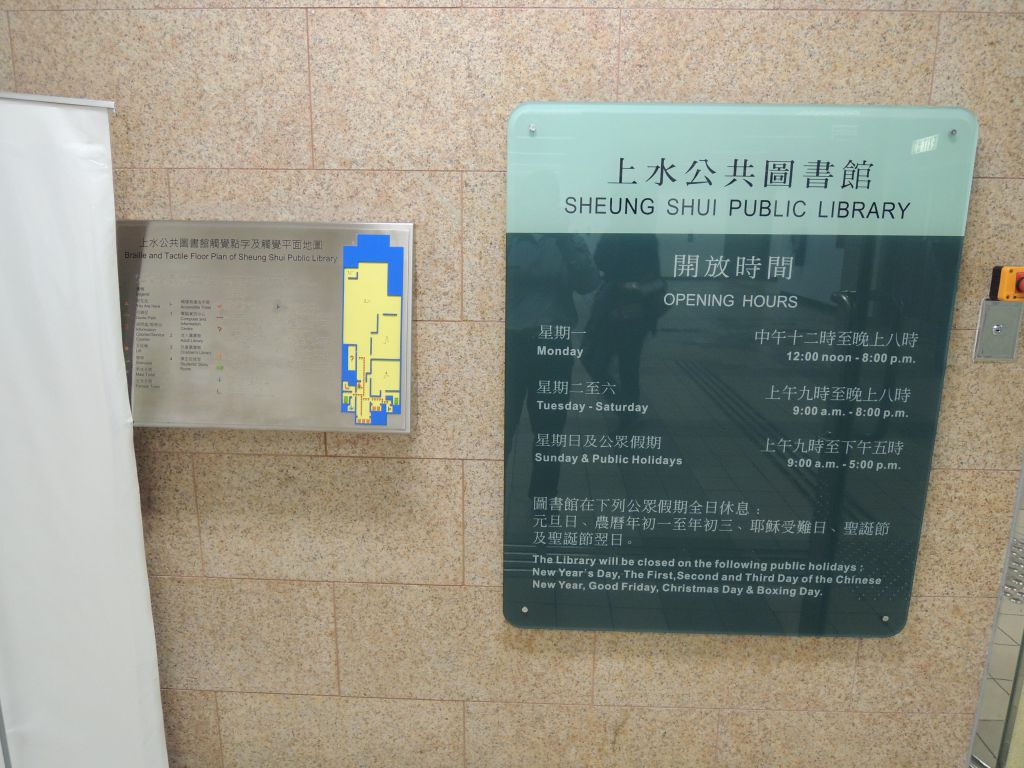 上水公共圖書館觸覺點字及觸覺平面地圖
Braille and Tactile Floor Plan of Sheung Shui Public Library
上水公共圖書館
SHEUNG SHUI PUBLIC LIBRARY
開放時間
OPENING HOURS
星期一 中午十二時至晚上八時
Monday 12:00 noon - 8:00 p.m.
星期二至六 上午九時至晚上八時
Tuesday - Saturday 9:00 a.m. - 8:00 p.m.
星期日及公眾假期 上午九時至下午五時
Sunday & Public Holidays 9:00 a.m. - 5:00 p.m.
圖書館在下列公眾假期全日休息：
元旦日、農曆年初一至年初三、耶穌受難日、聖誕節
及聖誕節翌日。
The Library will be closed on the following public holidays :
New Year's Day, The First,Second and Third Day of the Chinese
New Year, Good Friday, Christmas Day & Boxing Day.